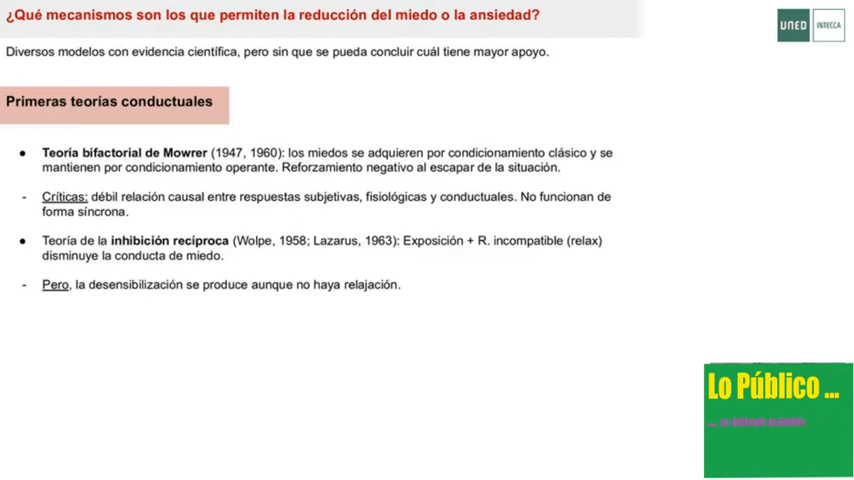 ¿Qué mecanismos son los que permiten la reducción del miedo o la ansiedad?
UNED
INTECCA
Diversos modelos con evidencia científica, pero sin que se pueda concluir cuál tiene mayor apoyo.
Primeras teorías conductuales
● Teoría bifactorial de Mowrer (1947, 1960): los miedos se adquieren por condicionamiento clásico y se
mantienen por condicionamiento operante. Reforzamiento negativo al escapar de la situación.
- Críticas: débil relación causal entre respuestas subjetivas, fisiológicas y conductuales. No funcionan de
forma síncrona.
● Teoría de la inhibición recíproca (Wolpe, 1958; Lazarus, 1963): Exposición + R. incompatible (relax)
disminuye la conducta de miedo.
- Pero, la desensibilización se produce aunque no haya relajación.
Lo Público ...